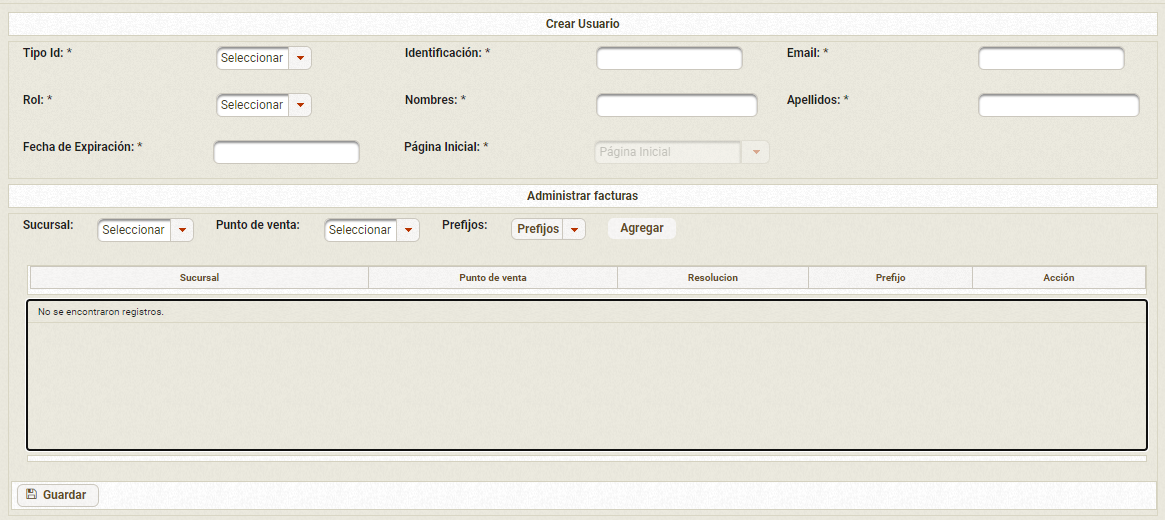 Crear Usuario
Tipo Id: * Seleccionar Identificación: * Email: *
Rol: * Seleccionar Nombres: * Apellidos: *
Fecha de Expiración: * Página Inicial: * Página Inicial
Administrar facturas
Sucursal: Seleccionar Punto de venta: Seleccionar Prefijos: Prefijos Agregar
Sucursal Punto de venta Resolucion Prefijo Acción
No se encontraron registros.
Guardar